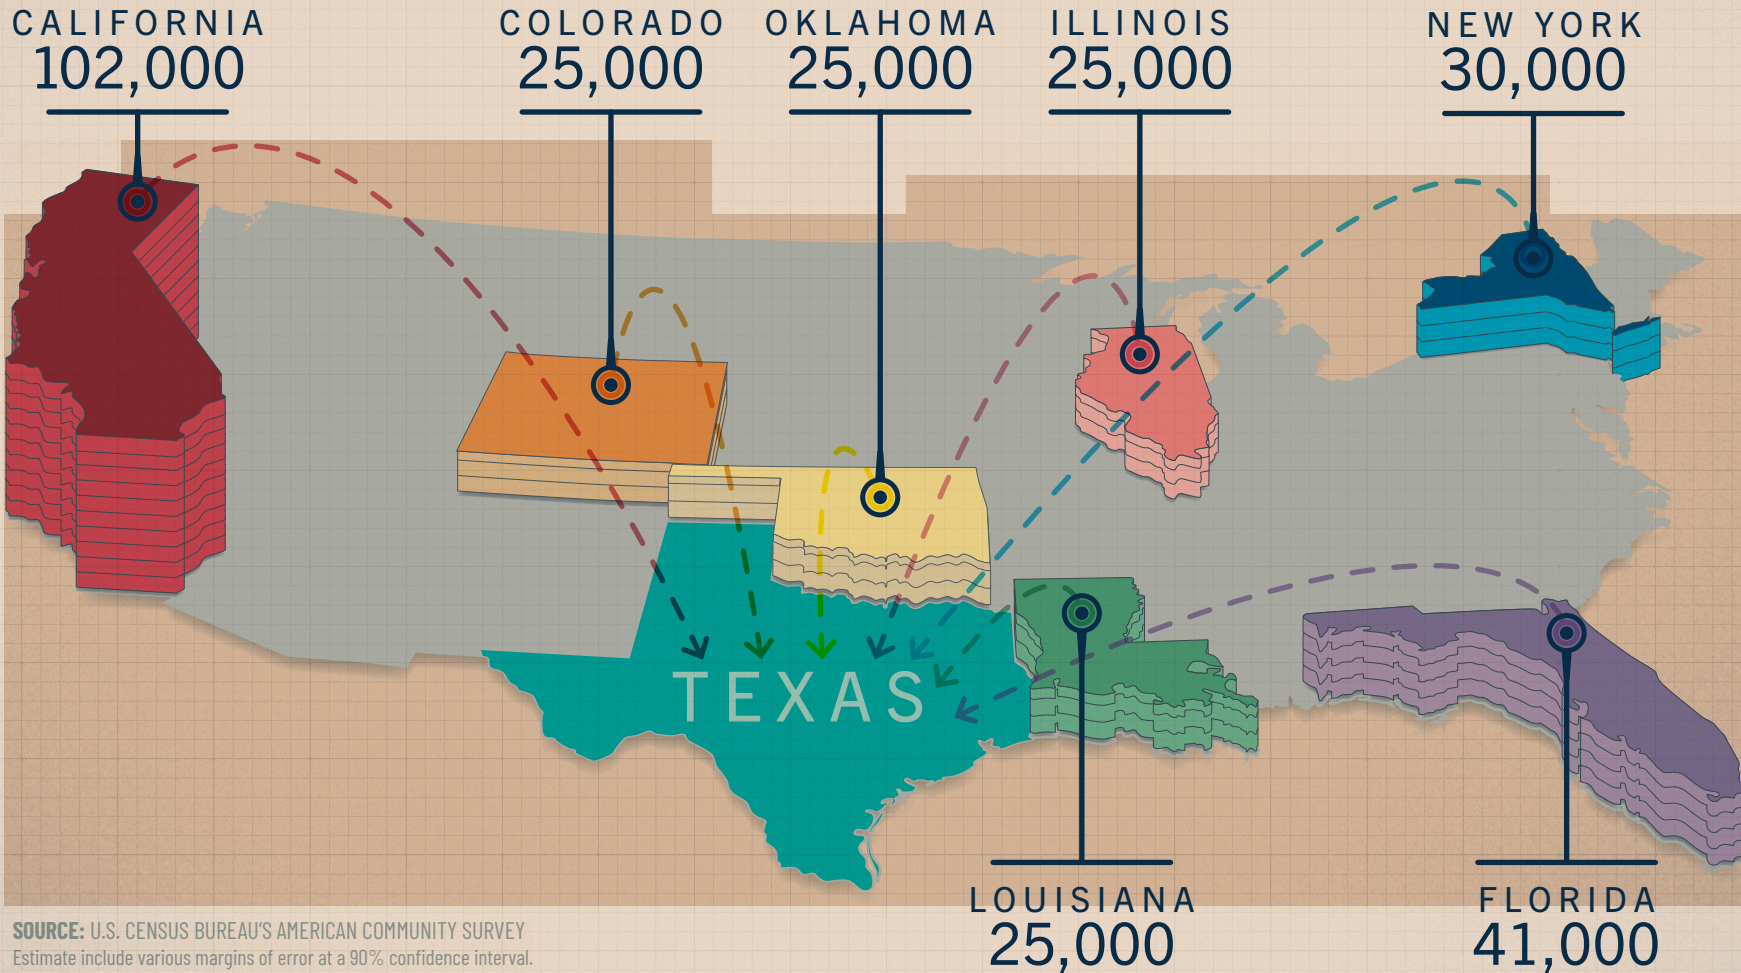 CALIFORNIA
102,000
COLORADO
25,000
OKLAHOMA
25,000
ILLINOIS
25,000
NEW YORK
30,000
TEXAS
LOUISIANA
25,000
FLORIDA
41,000
SOURCE: U.S. CENSUS BUREAU'S AMERICAN COMMUNITY SURVEY
Estimate include various margins of error at a 90% confidence interval.